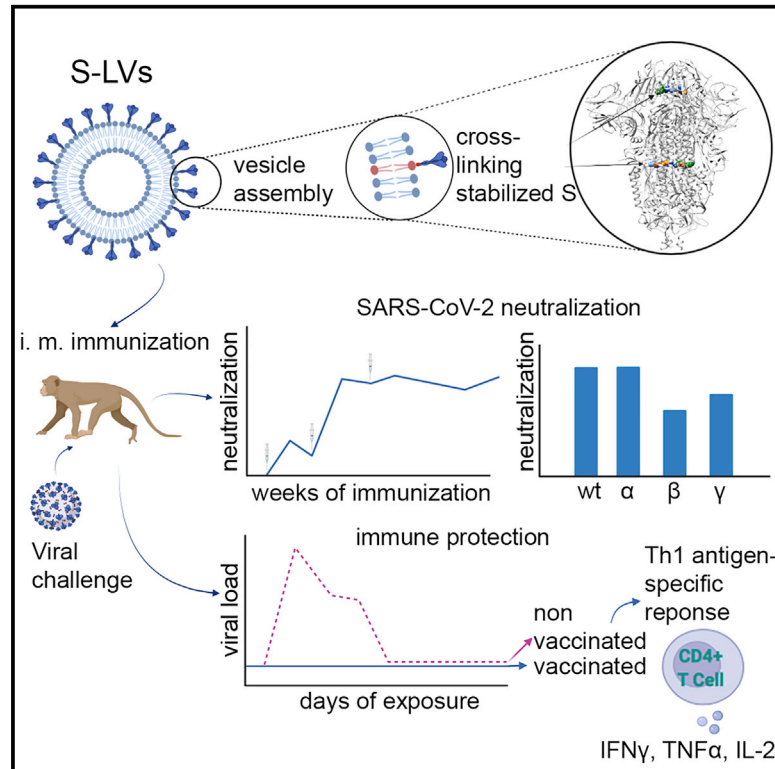 S-LVs
vesicle
assembly
cross-
linking
stabilized S
i. m. immunization
Viral
challenge
SARS-CoV-2 neutralization
neutralization
weeks of immunization
neutralization
wt α β γ
immune protection
viral load
days of exposure
non
vaccinated
vaccinated
Th1 antigen-
specific
reponse
CD4+
T Cell
IFNγ, TNFα, IL-2